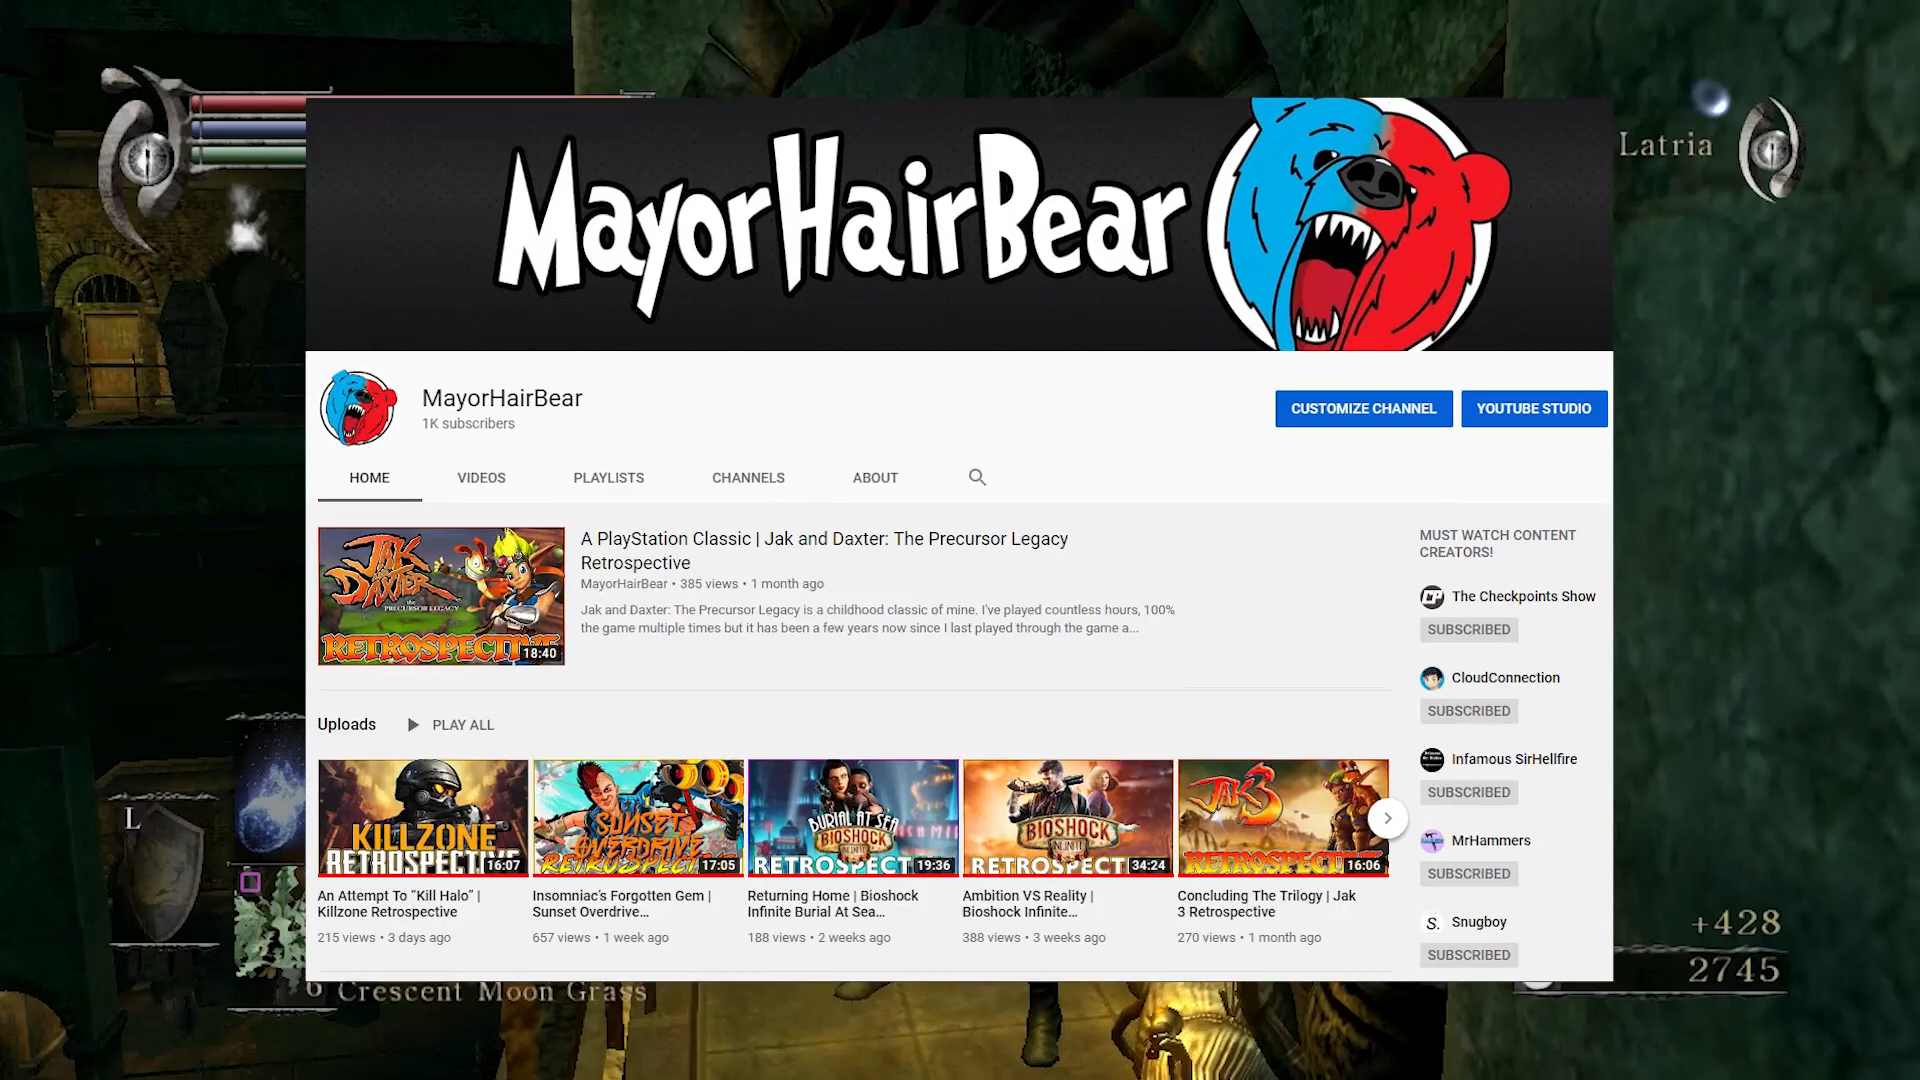 MayorHairBear
Latria
MayorHairBear
1K subscribers
CUSTOMIZE CHANNEL
YOUTUBE STUDIO
HOME
VIDEOS
PLAYLISTS
CHANNELS
ABOUT
JAK AND DAXTER
THE PRECURSOR LEGACY
RETROSPECTIVE
18:40
A PlayStation Classic | Jak and Daxter: The Precursor Legacy
Retrospective
MayorHairBear • 385 views • 1 month ago
Jak and Daxter: The Precursor Legacy is a childhood classic of mine. I've played countless hours, 100%
the game multiple times but it has been a few years now since I last played through the game a...
MUST WATCH CONTENT
CREATORS!
The Checkpoints Show
SUBSCRIBED
CloudConnection
SUBSCRIBED
Infamous SirHellfire
SUBSCRIBED
MrHammers
SUBSCRIBED
S.
Snugboy
SUBSCRIBED
Uploads
PLAY ALL
KILLZONE
RETROSPECTIVE
16:07
An Attempt To “Kill Halo” |
Killzone Retrospective
215 views • 3 days ago
SUNSET
OVERDRIVE
RETROSPECT
17:05
Insomniac’s Forgotten Gem |
Sunset Overdrive...
657 views • 1 week ago
BURIAL AT SEA
BIOSHOCK
INFINITE
RETROSPECT
19:36
Returning Home | Bioshock
Infinite Burial At Sea...
188 views • 2 weeks ago
BIOSHOCK
INFINITE
RETROSPECT
34:24
Ambition VS Reality |
Bioshock Infinite...
388 views • 3 weeks ago
JAK 3
RETROSPECTIVE
16:06
Concluding The Trilogy | Jak
3 Retrospective
270 views • 1 month ago
L
6 Crescent Moon Grass
+428
2745